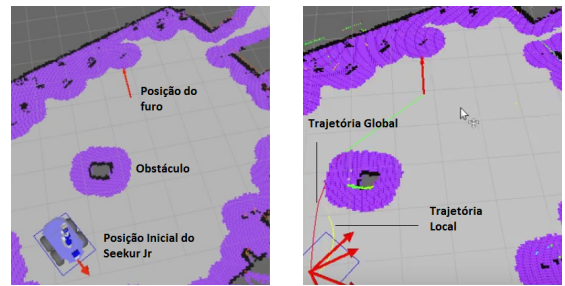 Posição do
furo
Obstáculo
Posição Inicial do
Seekur Jr
Trajetória Global
Trajetória
Local